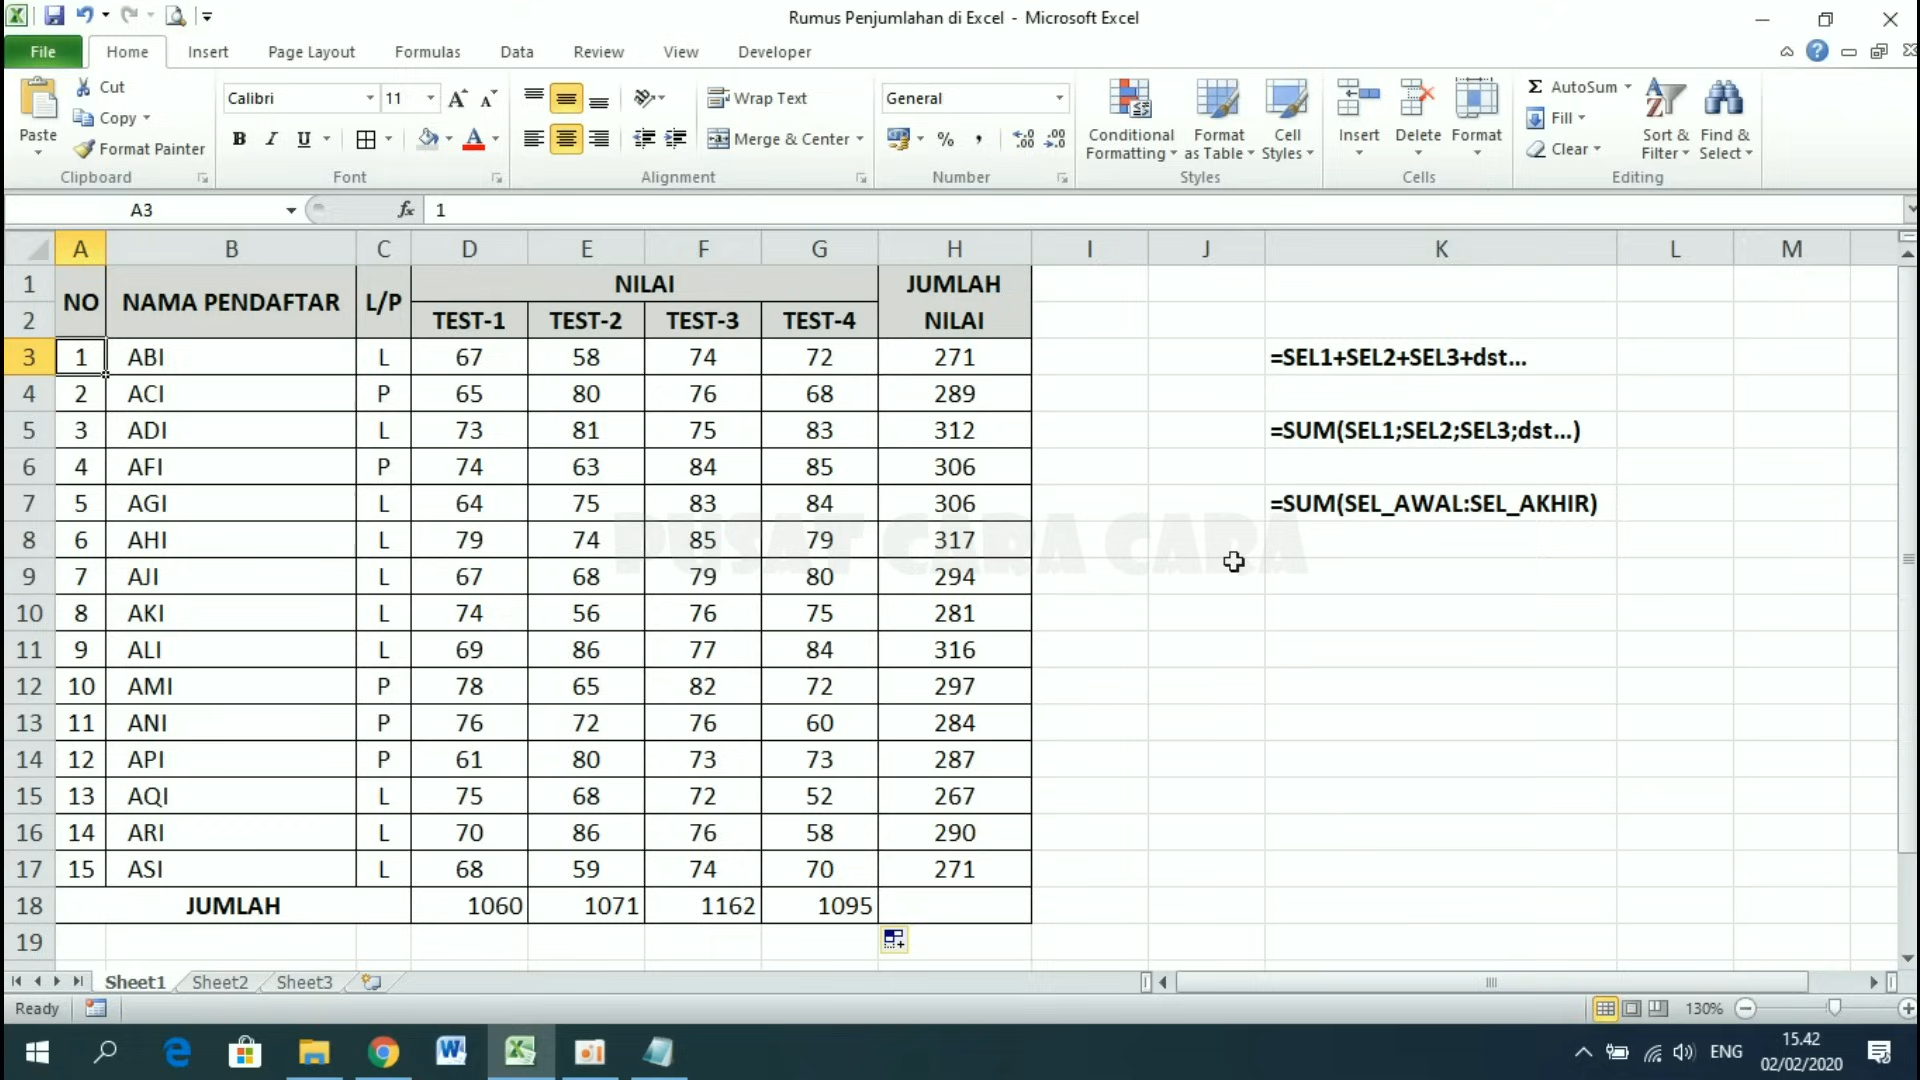 Rumus Penjumlahan di Excel - Microsoft Excel
File Home Insert Page Layout Formulas Data Review View Developer
Paste Cut Copy Format Painter Clipboard
Calibri 11 B I U A Font
Wrap Text Merge & Center Alignment
General % , Number
Conditional Formatting Format as Table Cell Styles Styles
Insert Delete Format Cells
Σ AutoSum Fill Clear Sort & Filter Find & Select Editing
A3 fx 1
A B C D E F G H I J K L M
1 NO NAMA PENDAFTAR L/P NILAI JUMLAH NILAI
2 TEST-1 TEST-2 TEST-3 TEST-4
3 1 ABI L 67 58 74 72 271 =SEL1+SEL2+SEL3+dst...
4 2 ACI P 65 80 76 68 289
5 3 ADI L 73 81 75 83 312 =SUM(SEL1;SEL2;SEL3;dst...)
6 4 AFI P 74 63 84 85 306
7 5 AGI L 64 75 83 84 306 =SUM(SEL_AWAL:SEL_AKHIR)
8 6 AHI L 79 74 85 79 317
PUSAT CARA CARA
9 7 AJI L 67 68 79 80 294
10 8 AKI L 74 56 76 75 281
11 9 ALI L 69 86 77 84 316
12 10 AMI P 78 65 82 72 297
13 11 ANI P 76 72 76 60 284
14 12 API P 61 80 73 73 287
15 13 AQI L 75 68 72 52 267
16 14 ARI L 70 86 76 58 290
17 15 ASI L 68 59 74 70 271
18 JUMLAH 1060 1071 1162 1095
19
Sheet1 Sheet2 Sheet3
Ready 130%
ENG 15.42
02/02/2020